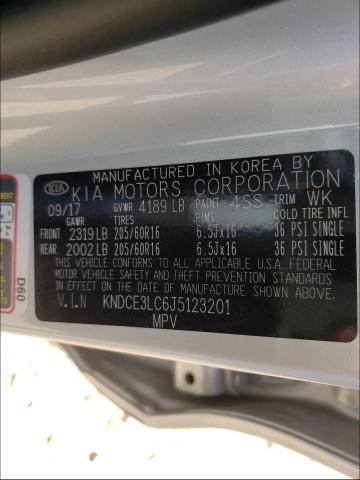 MANUFACTURED IN KOREA BY
KIA KIA MOTORS CORPORATION
09/17 GVWR 4189 LB PAINT 4SS TRIM WK
GAWR TIRES RIMS COLD TIRE INFL
FRONT 2319 LB 205/60R16 6.5Jx16 36 PSI SINGLE
REAR 2002 LB 205/60R16 6.5Jx16 36 PSI SINGLE
THIS VEHICLE CONFORMS TO ALL APPLICABLE U.S.A. FEDERAL
MOTOR VEHICLE SAFETY AND THEFT PREVENTION STANDARDS
IN EFFECT ON THE DATE OF MANUFACTURE SHOWN ABOVE.
V.I.N KNDCE3LC6J5123201
MPV
D60